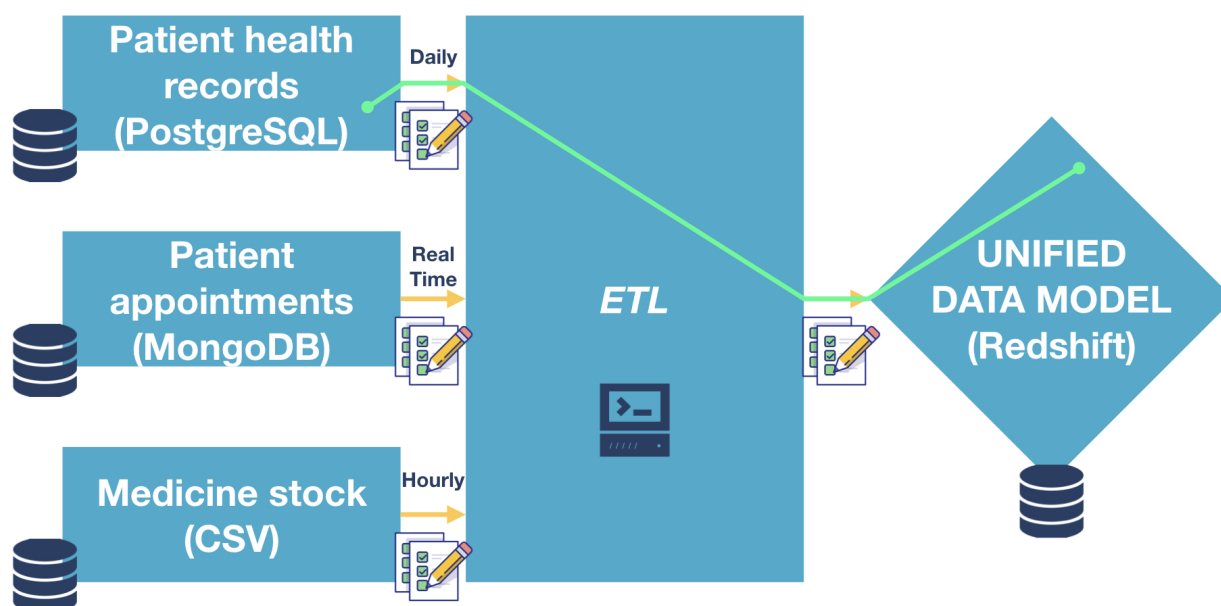 Patient health
records
(PostgreSQL)
Daily
Patient
appointments
(MongoDB)
Real
Time
Medicine stock
(CSV)
Hourly
ETL
UNIFIED
DATA MODEL
(Redshift)